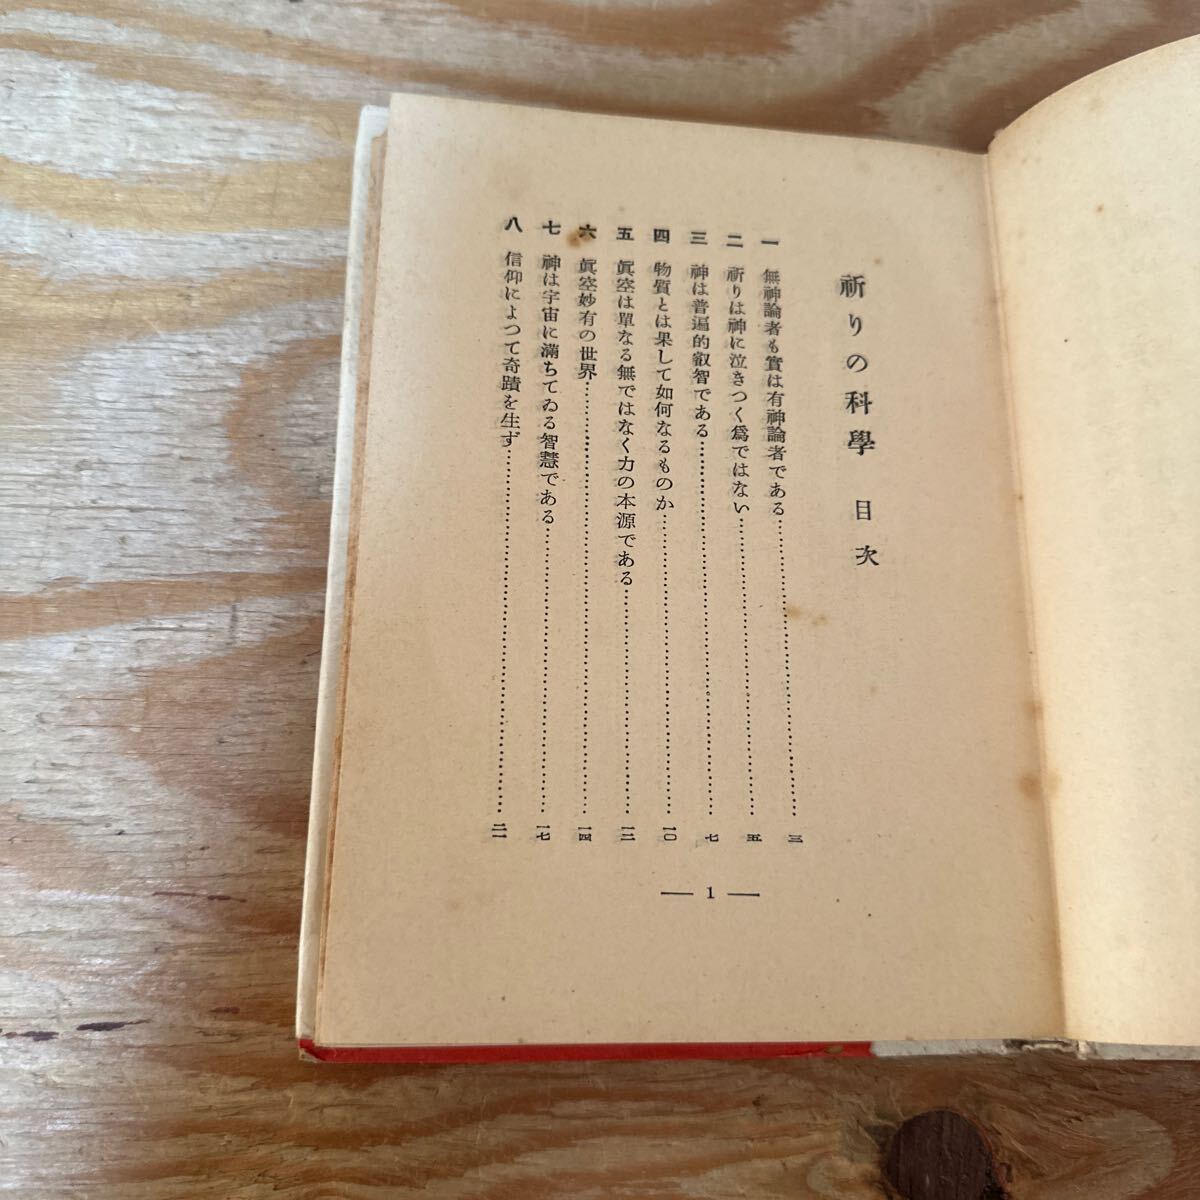 祈りの科學 目次
一 無神論者も實は有神論者である……三
二 祈りは神に泣きつく爲ではない……五
三 神は普遍的叡智である……七
四 物質とは果して如何なるものか……一〇
五 眞空は單なる無ではなく力の本源である……一二
六 眞空妙有の世界……一四
七 神は宇宙に滿ちてゐる智慧である……一七
八 信仰によつて奇蹟を生ず……二一
— 1 —